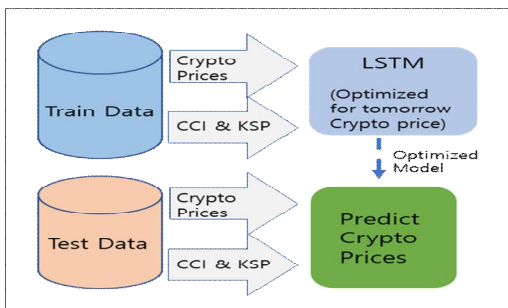 Crypto
Prices
Train Data
CCI & KSP
LSTM
(Optimized
for tomorrow
Crypto price)
Optimized
Model
Crypto
Prices
Test Data
CCI & KSP
Predict
Crypto
Prices